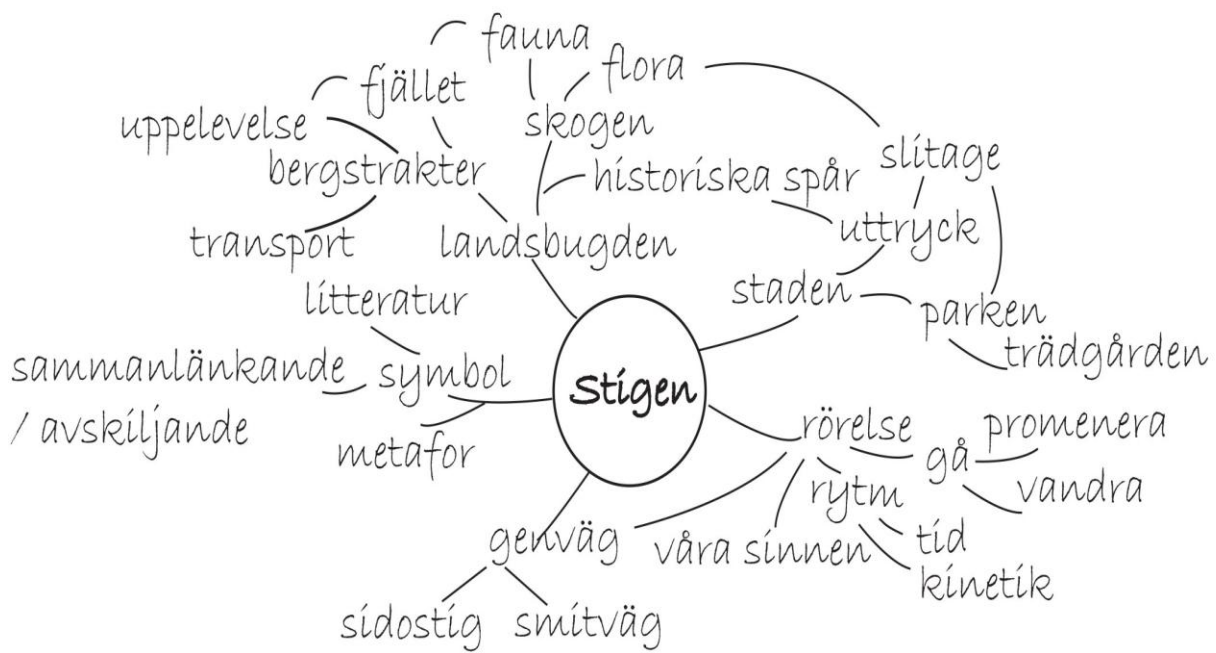 fauna
flora
fjället
uppelevelse
skogen
slitage
bergstrakter
historiska spår
uttryck
transport
landsbugden
staden
litteratur
parken
trädgården
sammanlänkande
/ avskiljande
symbol
Stigen
metafor
rörelse
promenera
gå
rytm
vandra
genväg
våra sinnen
tid
kinetik
sidostig
smitväg